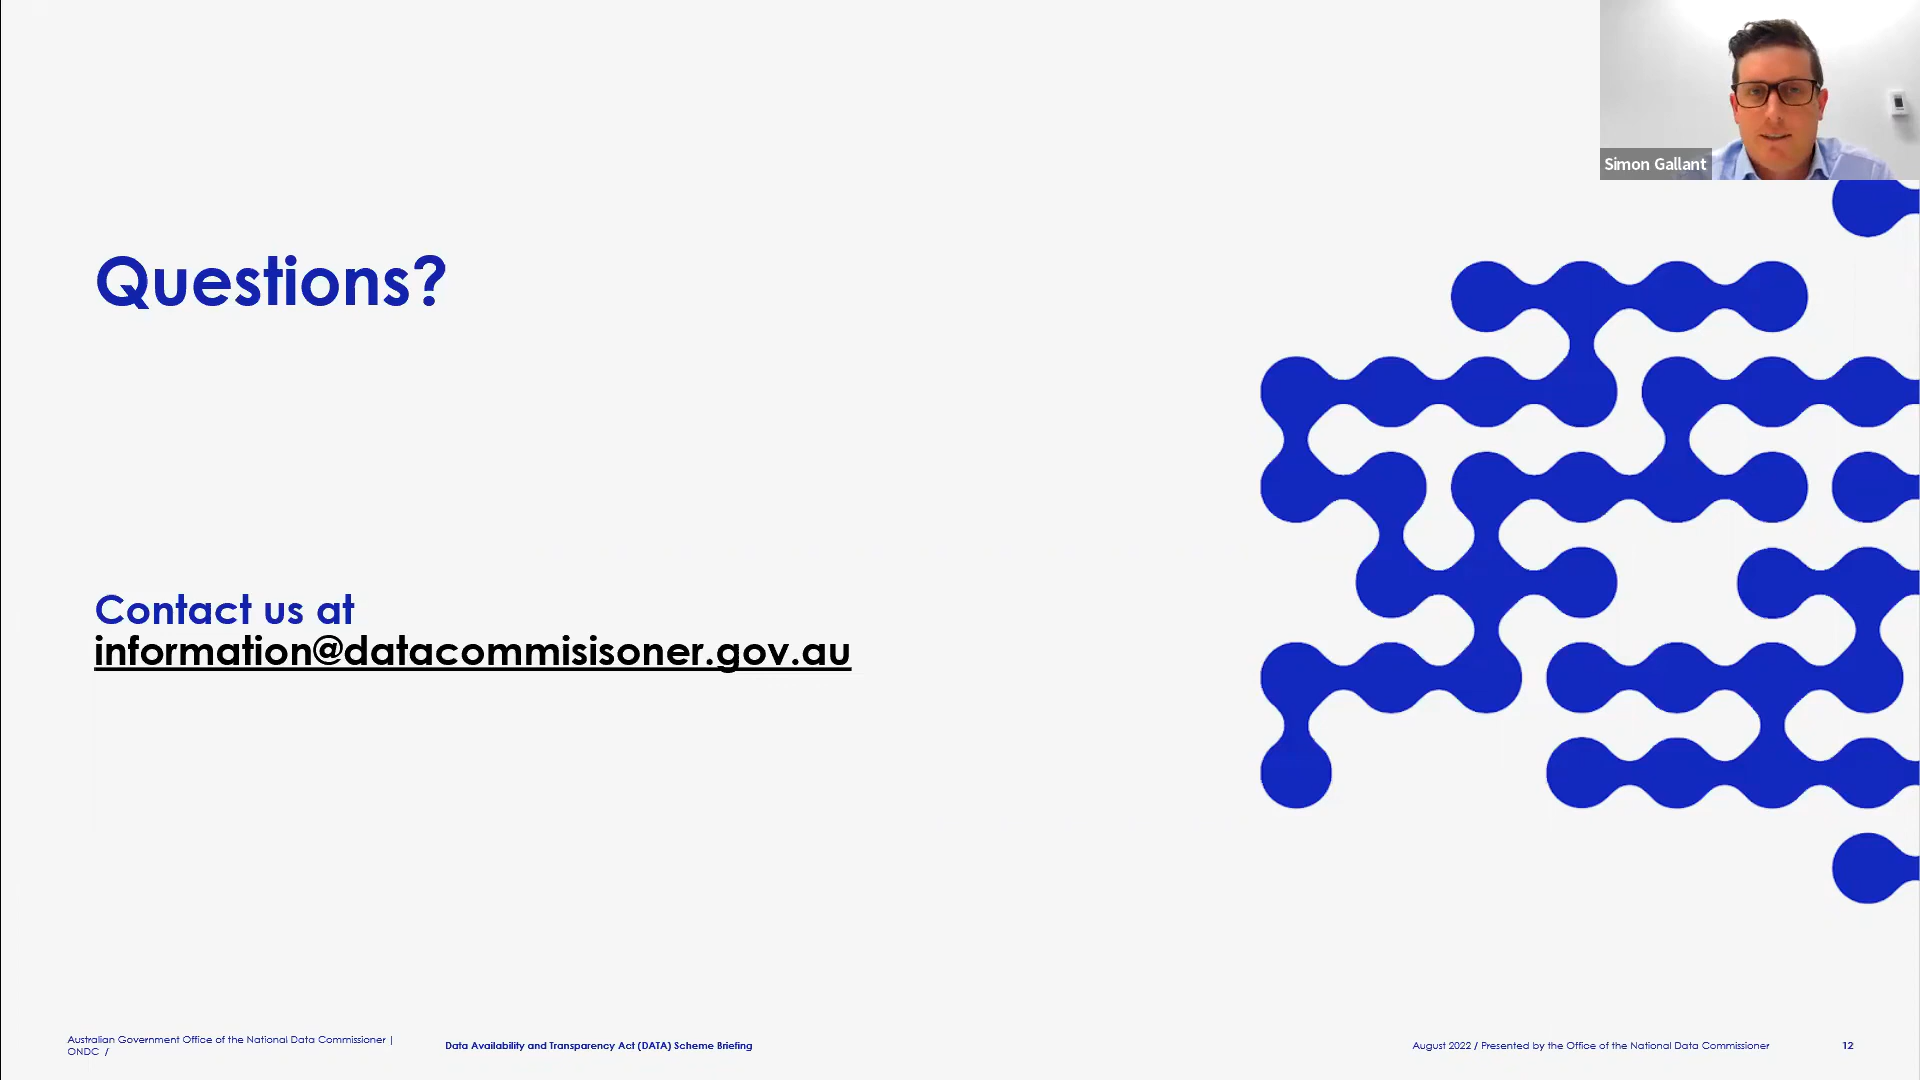 Simon Gallant
Questions?
Contact us at
information@datacommisisoner.gov.au
Australian Government Office of the National Data Commissioner |
ONDC /
Data Availability and Transparency Act (DATA) Scheme Briefing
August 2022 / Presented by the Office of the National Data Commissioner
12